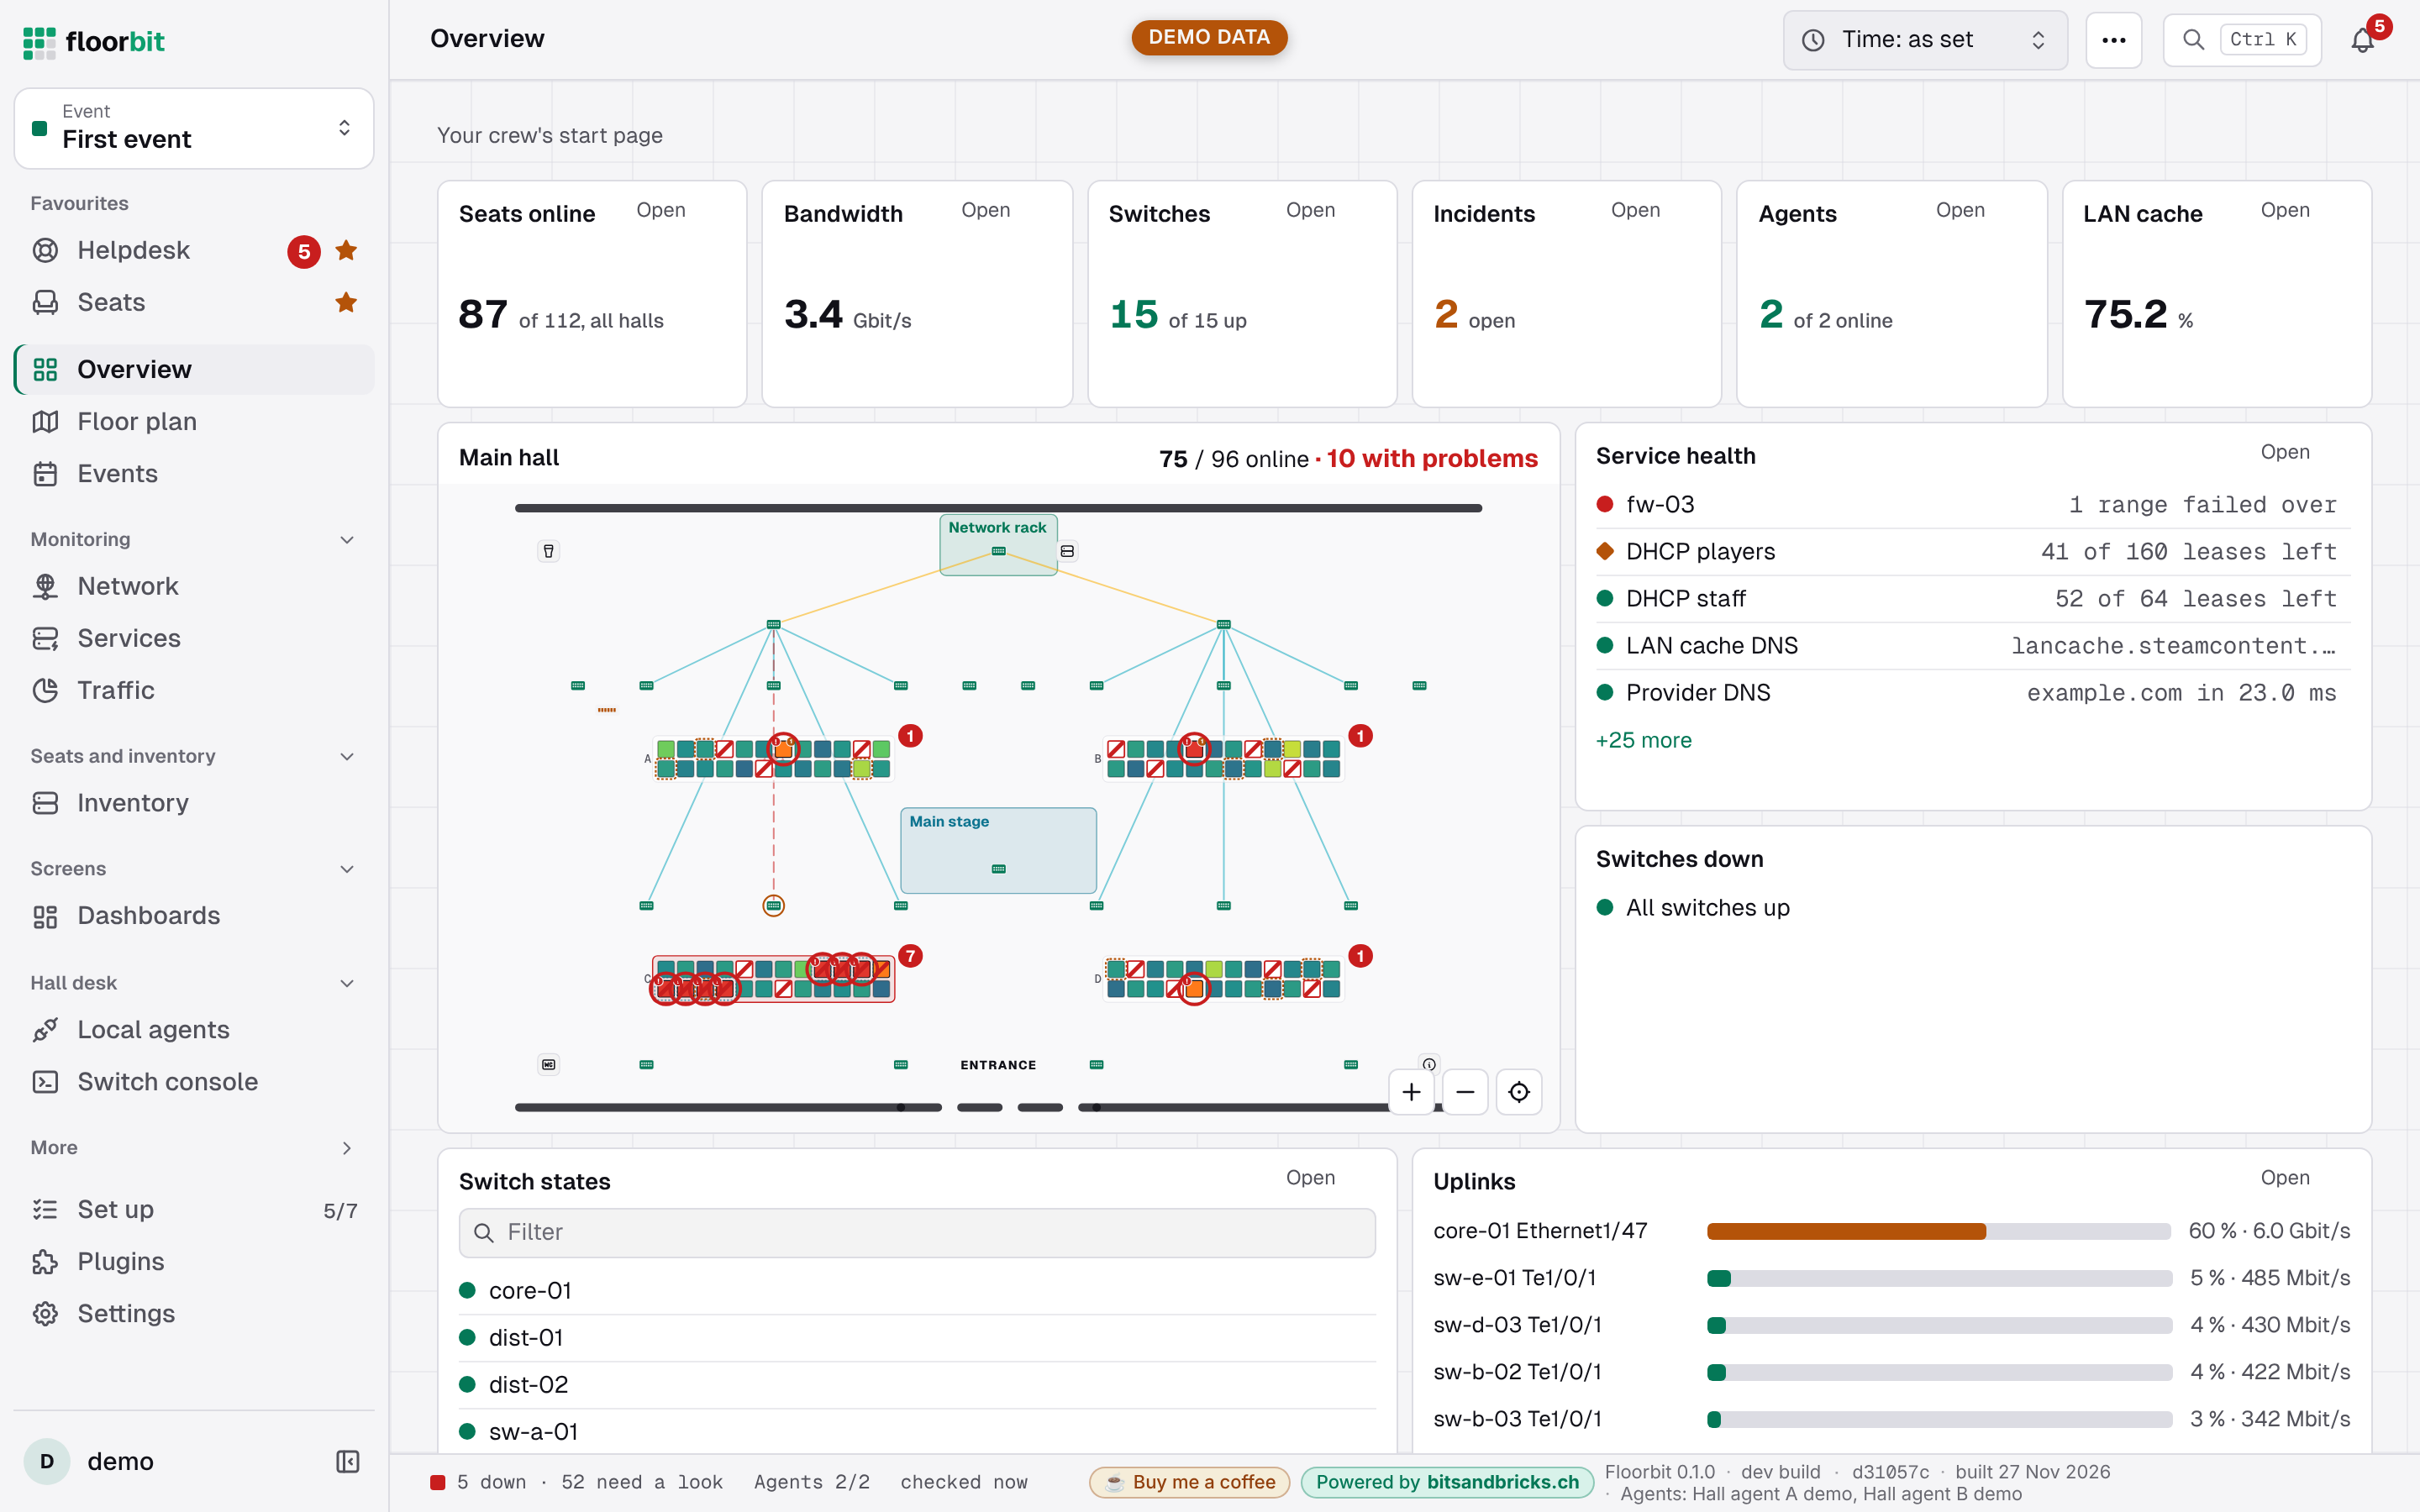 floorbit
Event
First event
Favourites
Helpdesk 5
Seats
Overview
Floor plan
Events
Monitoring
Network
Services
Traffic
Seats and inventory
Inventory
Screens
Dashboards
Hall desk
Local agents
Switch console
More
Set up 5/7
Plugins
Settings
D demo
Overview
DEMO DATA
Time: as set
Ctrl K
5
Your crew's start page
Seats online Open
87 of 112, all halls
Bandwidth Open
3.4 Gbit/s
Switches Open
15 of 15 up
Incidents Open
2 open
Agents Open
2 of 2 online
LAN cache Open
75.2 %
Main hall
75 / 96 online · 10 with problems
Network rack
A
1
B
1
Main stage
C
7
D
1
WC
ENTRANCE
Service health Open
fw-03 1 range failed over
DHCP players 41 of 160 leases left
DHCP staff 52 of 64 leases left
LAN cache DNS lancache.steamcontent.…
Provider DNS example.com in 23.0 ms
+25 more
Switches down
All switches up
Switch states Open
Filter
core-01
dist-01
dist-02
sw-a-01
Uplinks Open
core-01 Ethernet1/47 60 % · 6.0 Gbit/s
sw-e-01 Te1/0/1 5 % · 485 Mbit/s
sw-d-03 Te1/0/1 4 % · 430 Mbit/s
sw-b-02 Te1/0/1 4 % · 422 Mbit/s
sw-b-03 Te1/0/1 3 % · 342 Mbit/s
5 down · 52 need a look Agents 2/2 checked now
Buy me a coffee
Powered by bitsandbricks.ch
Floorbit 0.1.0 · dev build · d31057c · built 27 Nov 2026
· Agents: Hall agent A demo, Hall agent B demo